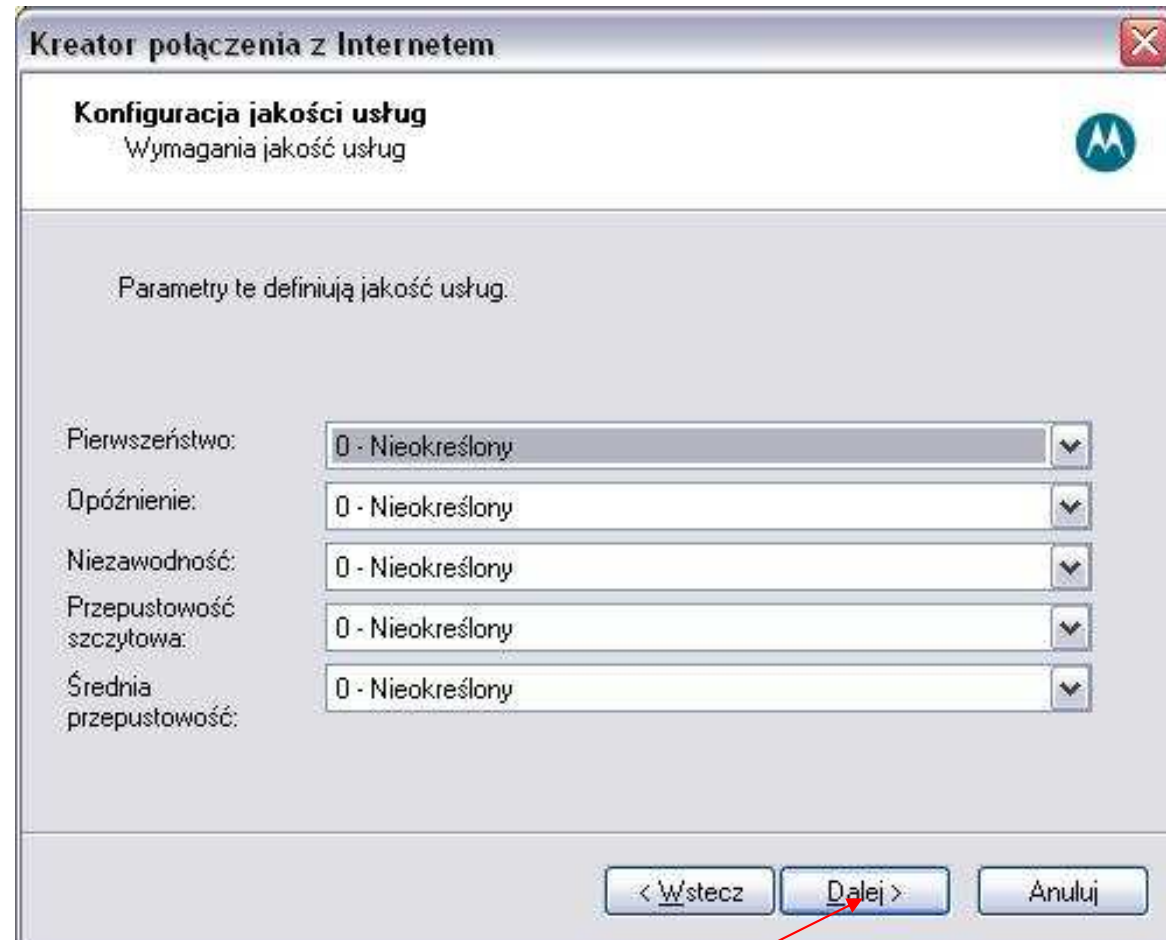 Kreator połączenia z Internetem
Konfiguracja jakości usług
Wymagania jakość usług
Parametry te definiują jakość usług.
Pierwszeństwo:
0 - Nieokreślony
Opóźnienie:
0 - Nieokreślony
Niezawodność:
0 - Nieokreślony
Przepustowość
szczytowa:
0 - Nieokreślony
Średnia
przepustowość:
0 - Nieokreślony
< Wstecz
Dalej >
Anuluj